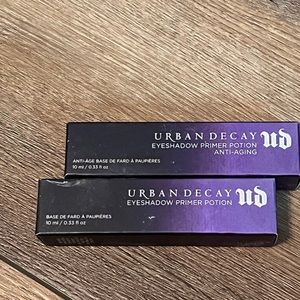 URBAN DECAY UD
EYESHADOW PRIMER POTION
ANTI-AGING
ANTI-ÂGE BASE DE FARD À PAUPIÈRES
10 ml / 0.33 fl oz
URBAN DECAY UD
EYESHADOW PRIMER POTION
BASE DE FARD À PAUPIÈRES
10 ml / 0.33 fl oz